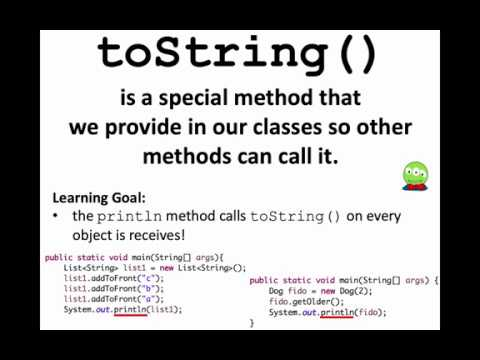 toString()
is a special method that
we provide in our classes so other
methods can call it.
Learning Goal:
• the println method calls toString() on every
object is receives!
public static void main(String[] args){
List<String> list1 = new List<String>();
list1.addToFront("c");
list1.addToFront("b");
list1.addToFront("a");
System.out.println(list1);
public static void main(String[] args) {
Dog fido = new Dog(2);
fido.getOlder();
System.out.println(fido);
}